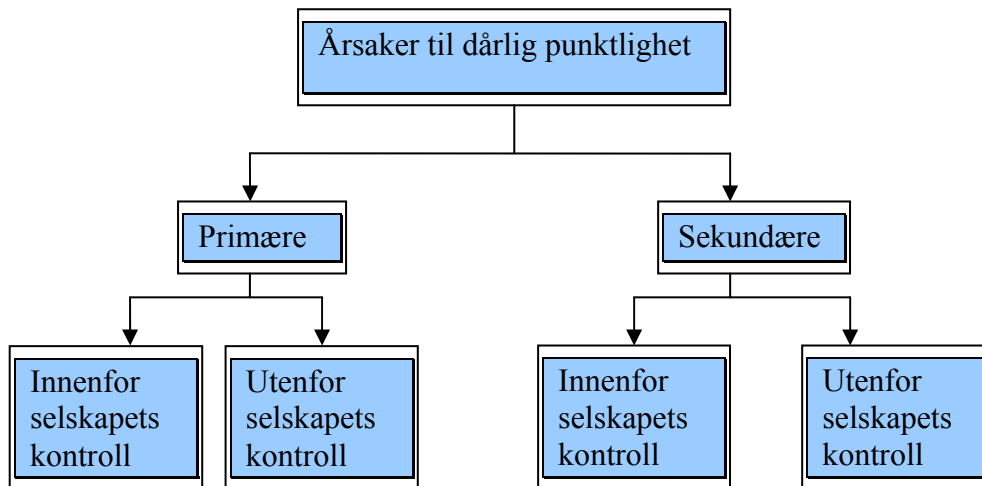 Årsaker til dårlig punktlighet
Primære
Sekundære
Innenfor
selskapets
kontroll
Utenfor
selskapets
kontroll
Innenfor
selskapets
kontroll
Utenfor
selskapets
kontroll